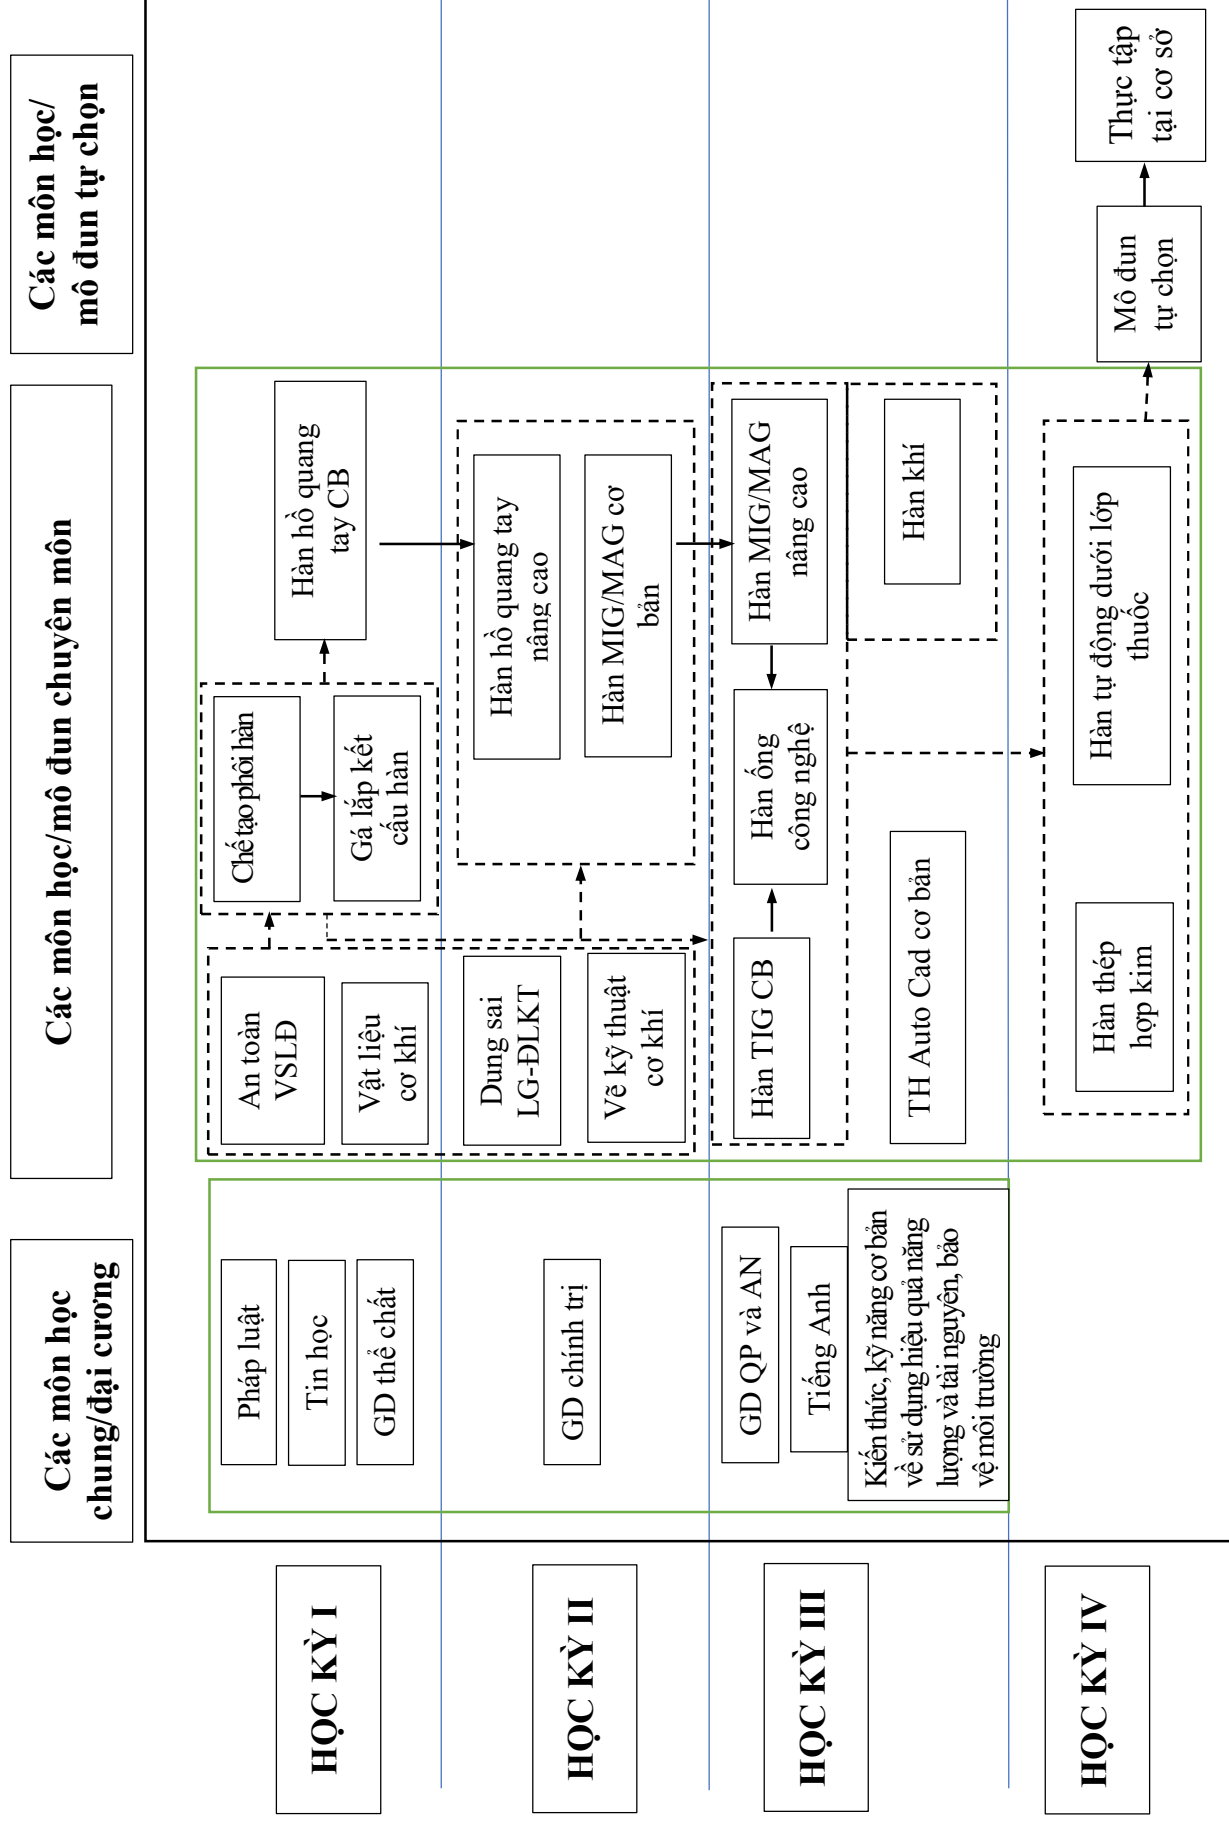 Các môn học
chung/đại cương
Các môn học/mô đun chuyên môn
Các môn học/
mô đun tự chọn
HỌC KỲ I
Pháp luật
Tin học
GD thể chất
An toàn
VSLĐ
Vật liệu
cơ khí
Chế tạo phôi hàn
Gá lắp kết
cấu hàn
Hàn hồ quang
tay CB
HỌC KỲ II
GD chính trị
Dung sai
LG-ĐLKT
Vẽ kỹ thuật
cơ khí
Hàn hồ quang tay
nâng cao
Hàn MIG/MAG cơ
bản
HỌC KỲ III
GD QP và AN
Tiếng Anh
Kiến thức, kỹ năng cơ bản
về sử dụng hiệu quả năng
lượng và tài nguyên, bảo
vệ môi trường
Hàn TIG CB
Hàn ống
công nghệ
Hàn MIG/MAG
nâng cao
TH Auto Cad cơ bản
Hàn khí
HỌC KỲ IV
Hàn thép
hợp kim
Hàn tự động dưới lớp
thuốc
Mô đun
tự chọn
Thực tập
tại cơ sở